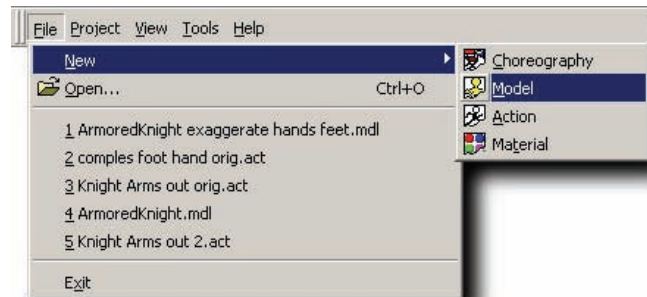 File Project View Tools Help
New
Open... Ctrl+O
1 ArmoredKnight exaggerate hands feet.mdl
2 comples foot hand orig.act
3 Knight Arms out orig.act
4 ArmoredKnight.mdl
5 Knight Arms out 2.act
Exit
Choreography
Model
Action
Material